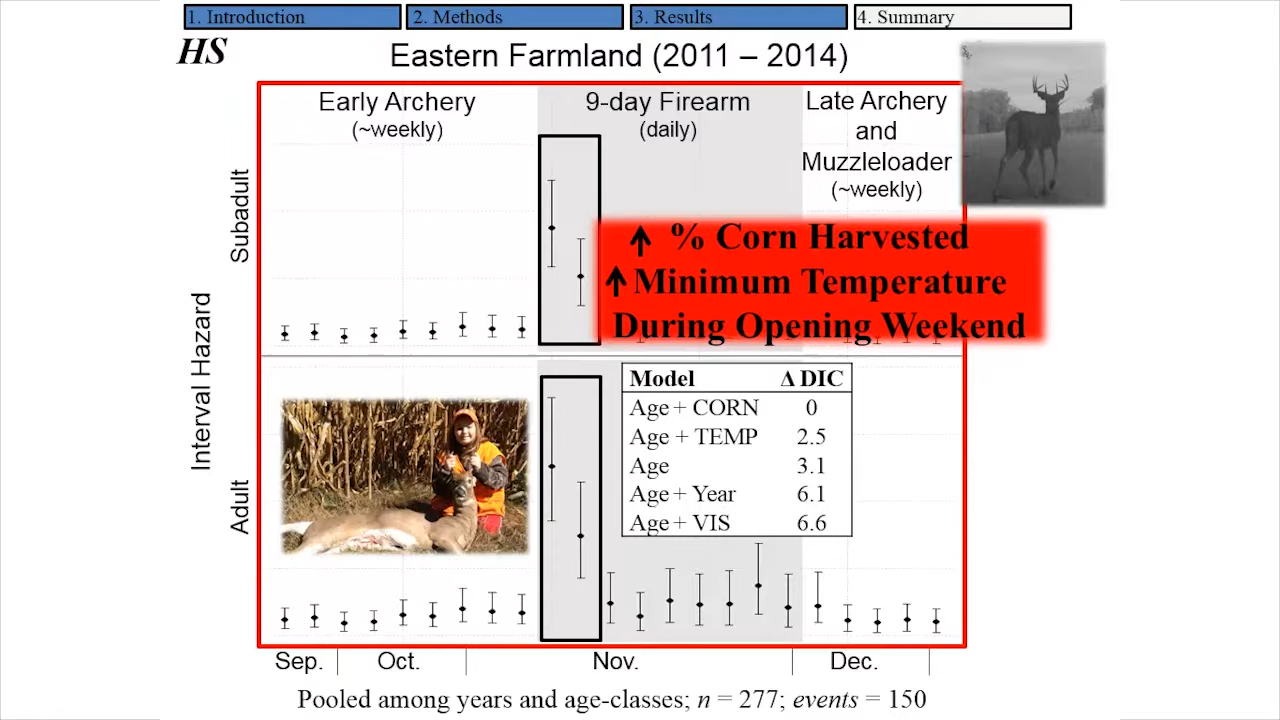 1. Introduction
2. Methods
3. Results
4. Summary
HS
Eastern Farmland (2011 – 2014)
Early Archery
(~weekly)
9-day Firearm
(daily)
Late Archery
and
Muzzleloader
(~weekly)
Subadult
Interval Hazard
Adult
↑ % Corn Harvested
↑ Minimum Temperature
During Opening Weekend
Model Δ DIC
Age + CORN 0
Age + TEMP 2.5
Age 3.1
Age + Year 6.1
Age + VIS 6.6
Sep. Oct. Nov. Dec.
Pooled among years and age-classes; n = 277; events = 150